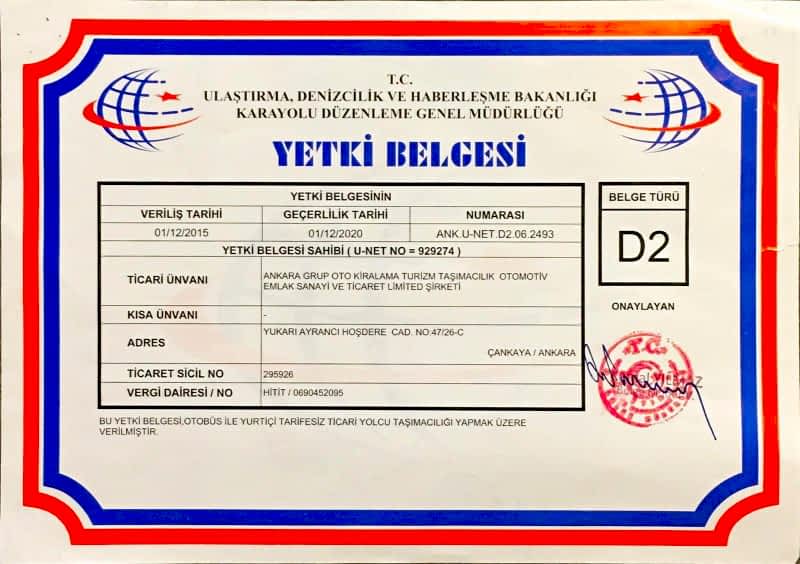 T.C.
ULAŞTIRMA, DENİZCİLİK VE HABERLEŞME BAKANLIĞI
KARAYOLU DÜZENLEME GENEL MÜDÜRLÜĞÜ
YETKİ BELGESİ
YETKİ BELGESİNİN
VERİLİŞ TARİHİ GEÇERLİLİK TARİHİ NUMARASI
01/12/2015 01/12/2020 ANK.U-NET.D2.06.2493
YETKİ BELGESİ SAHİBİ ( U-NET NO = 929274 )
TİCARİ ÜNVANI
ANKARA GRUP OTO KİRALAMA TURİZM TAŞIMACILIK OTOMOTİV
EMLAK SANAYİ VE TİCARET LİMİTED ŞİRKETİ
KISA ÜNVANI -
ADRES
YUKARI AYRANCI HOŞDERE CAD. NO:47/26-C
ÇANKAYA / ANKARA
TİCARET SİCİL NO 295926
VERGİ DAİRESİ / NO HİTİT / 0690452095
BU YETKİ BELGESİ,OTOBÜS İLE YURTİÇİ TARİFESİZ TİCARİ YOLCU TAŞIMACILIĞI YAPMAK ÜZERE
VERİLMİŞTİR.
BELGE TÜRÜ
D2
ONAYLAYAN
T.C.